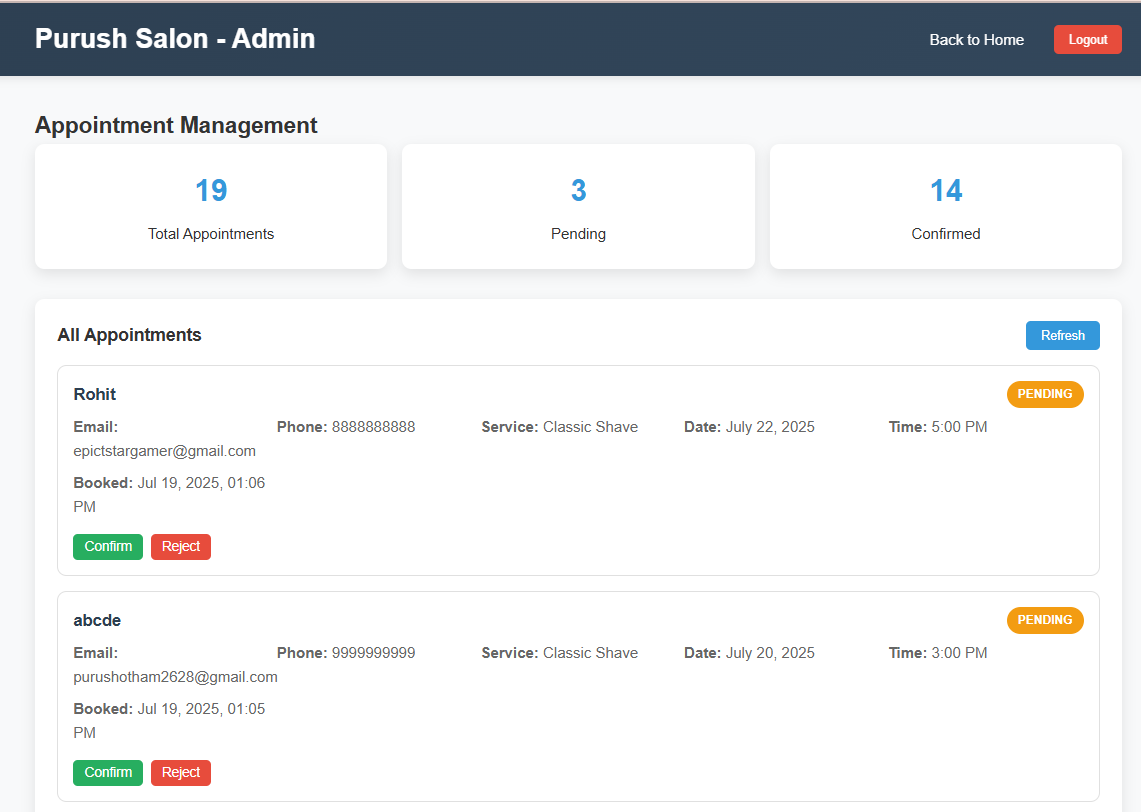 Purush Salon - Admin
Back to Home
Logout
Appointment Management
19
Total Appointments
3
Pending
14
Confirmed
All Appointments
Refresh
Rohit
PENDING
Email:
epictstargamer@gmail.com
Phone: 8888888888
Service: Classic Shave
Date: July 22, 2025
Time: 5:00 PM
Booked: Jul 19, 2025, 01:06
PM
Confirm
Reject
abcde
PENDING
Email:
purushotham2628@gmail.com
Phone: 9999999999
Service: Classic Shave
Date: July 20, 2025
Time: 3:00 PM
Booked: Jul 19, 2025, 01:05
PM
Confirm
Reject